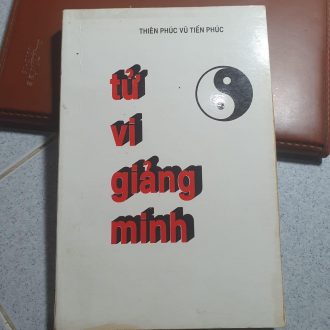 THIÊN PHÚC VŨ TIẾN PHÚC
tử
vi
giảng
minh